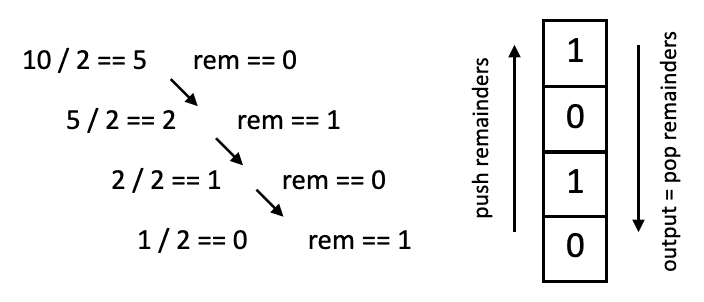 10 / 2 == 5 rem == 0
5 / 2 == 2 rem == 1
2 / 2 == 1 rem == 0
1 / 2 == 0 rem == 1
push remainders
1
0
1
0
output = pop remainders